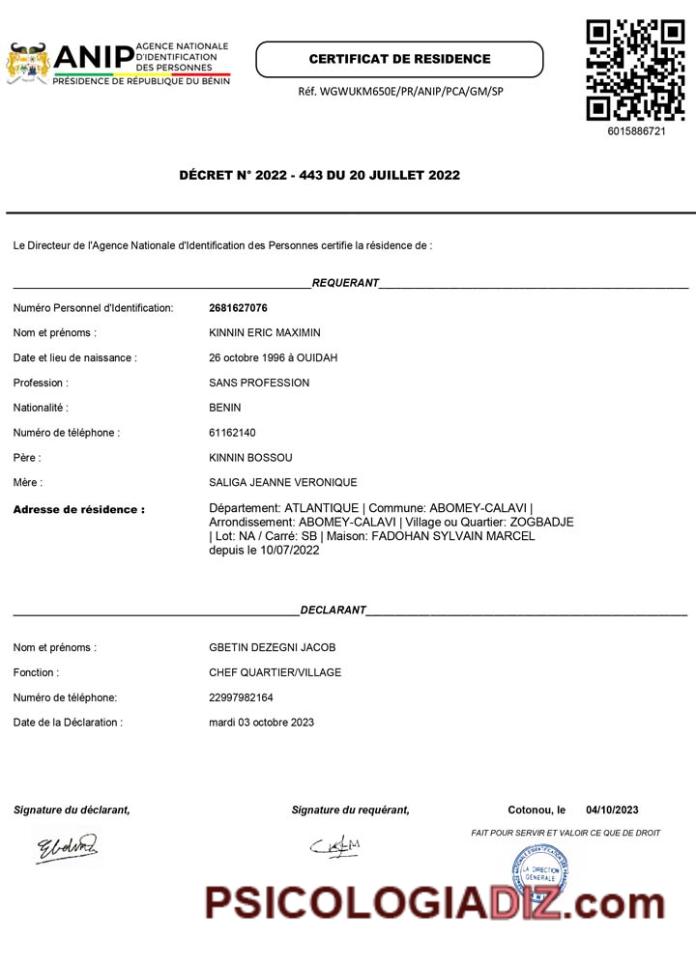 ANIP
AGENCE NATIONALE
D'IDENTIFICATION
DES PERSONNES
PRÉSIDENCE DE RÉPUBLIQUE DU BÉNIN
CERTIFICAT DE RESIDENCE
Réf. WGWUKM650E/PR/ANIP/PCA/GM/SP
6015886721
DÉCRET N° 2022 - 443 DU 20 JUILLET 2022
Le Directeur de l'Agence Nationale d'Identification des Personnes certifie la résidence de :
REQUERANT
Numéro Personnel d'Identification: 2681627076
Nom et prénoms : KINNIN ERIC MAXIMIN
Date et lieu de naissance : 26 octobre 1996 à OUIDAH
Profession : SANS PROFESSION
Nationalité : BENIN
Numéro de téléphone : 61162140
Père : KINNIN BOSSOU
Mère : SALIGA JEANNE VERONIQUE
Adresse de résidence : Département: ATLANTIQUE | Commune: ABOMEY-CALAVI |
Arrondissement: ABOMEY-CALAVI | Village ou Quartier: ZOGBADJE
| Lot: NA / Carré: SB | Maison: FADOHAN SYLVAIN MARCEL
depuis le 10/07/2022
DECLARANT
Nom et prénoms : GBETIN DEZEGNI JACOB
Fonction : CHEF QUARTIER/VILLAGE
Numéro de téléphone: 22997982164
Date de la Déclaration : mardi 03 octobre 2023
Signature du déclarant, Signature du requérant, Cotonou, le 04/10/2023
FAIT POUR SERVIR ET VALOIR CE QUE DE DROIT
LA DIRECTION
GENERALE
PSICOLOGIADIZ.com